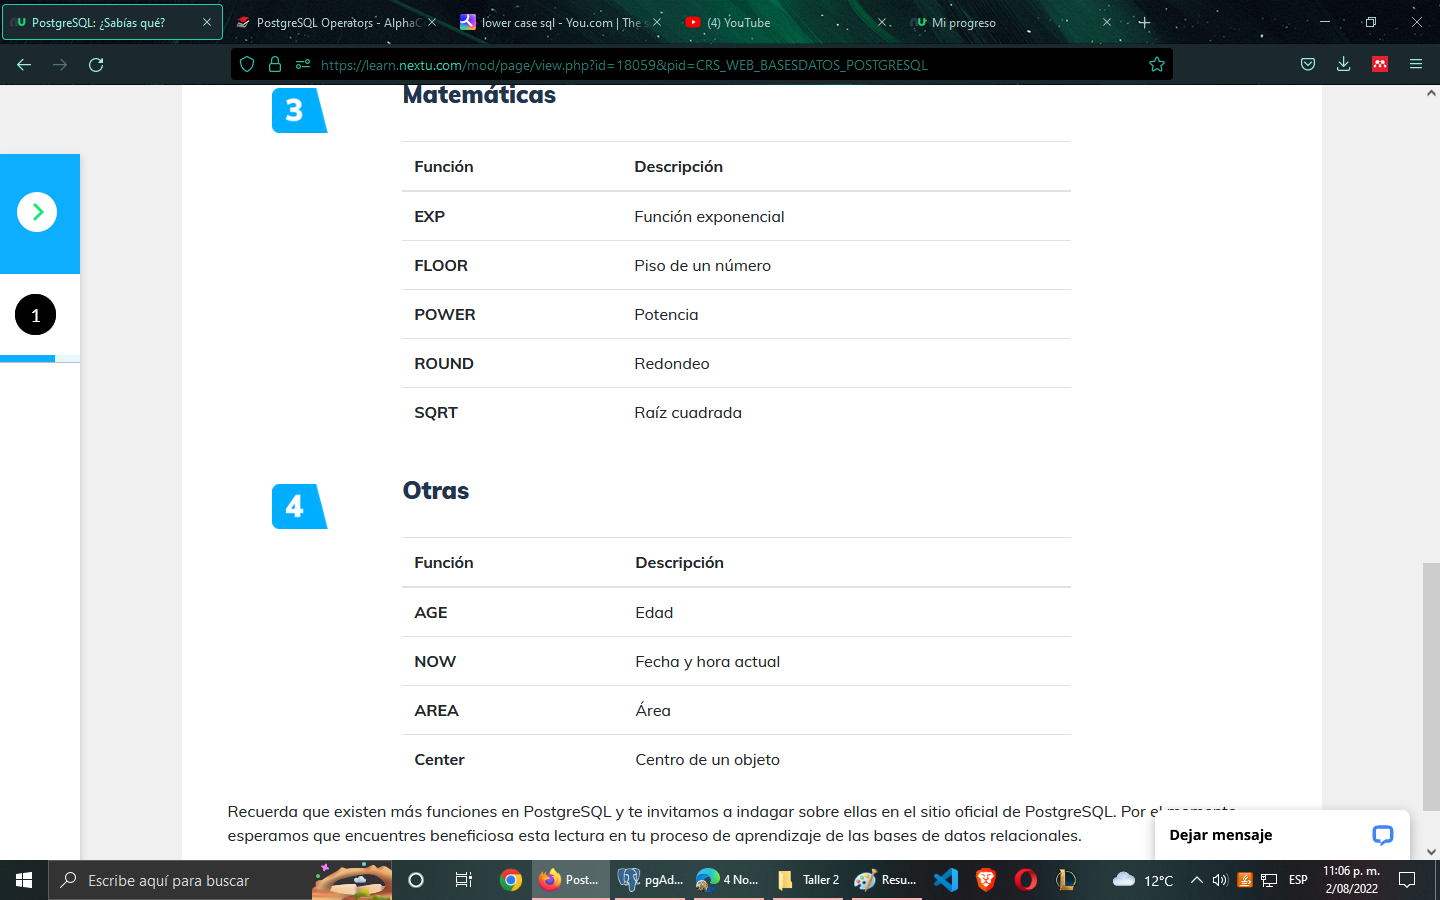 PostgreSQL: ¿Sabías qué?
PostgreSQL Operators - AlphaC
lower case sql - You.com | The s
(4) YouTube
Mi progreso
https://learn.nextu.com/mod/page/view.php?id=18059&pid=CRS_WEB_BASESDATOS_POSTGRESQL
3
Matemáticas
Función Descripción
EXP Función exponencial
FLOOR Piso de un número
POWER Potencia
ROUND Redondeo
SQRT Raíz cuadrada
1
4
Otras
Función Descripción
AGE Edad
NOW Fecha y hora actual
AREA Área
Center Centro de un objeto
Recuerda que existen más funciones en PostgreSQL y te invitamos a indagar sobre ellas en el sitio oficial de PostgreSQL. Por el momento
esperamos que encuentres beneficiosa esta lectura en tu proceso de aprendizaje de las bases de datos relacionales.
Dejar mensaje
Escribe aquí para buscar
Post...
pgAd...
4 No...
Taller 2
Resu...
12°C
ESP
11:06 p. m.
2/08/2022